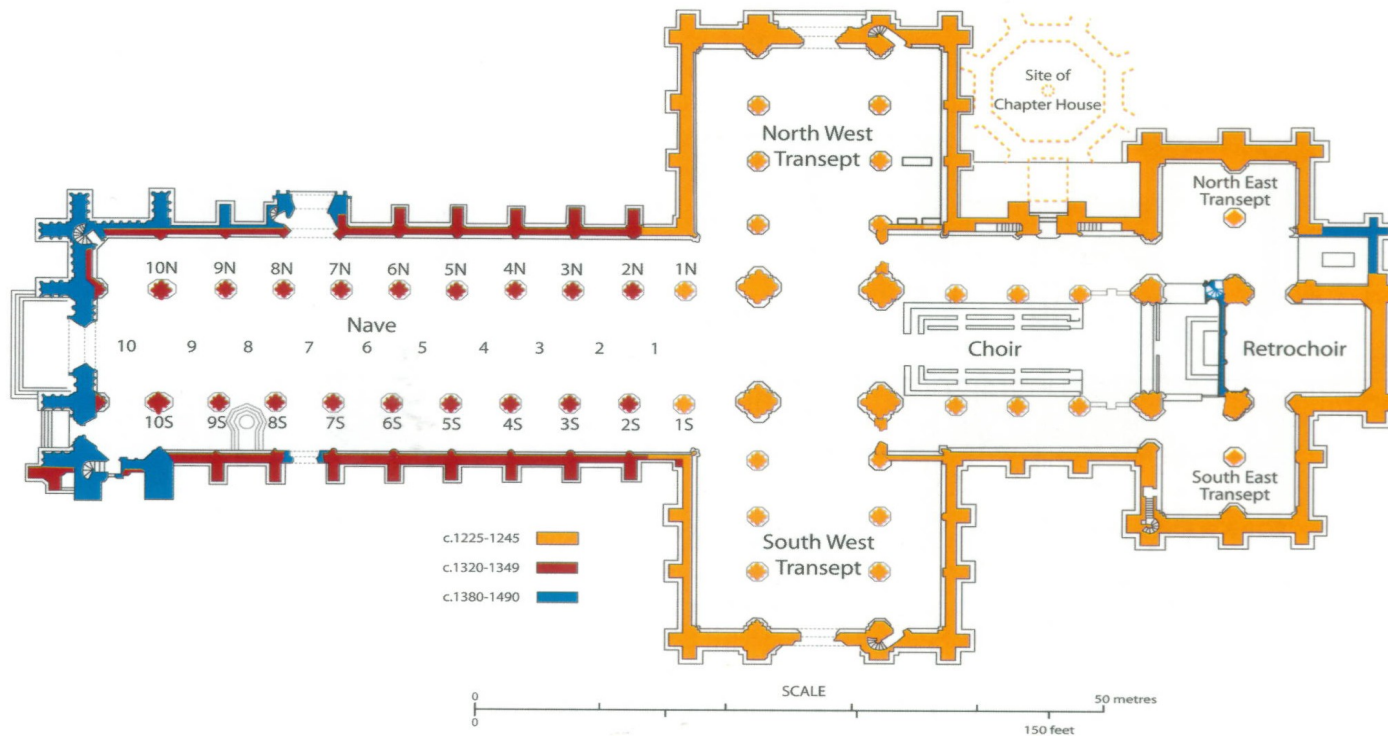 Site of
Chapter House
North West
Transept
North East
Transept
10N 9N 8N 7N 6N 5N 4N 3N 2N 1N
Nave
10 9 8 7 6 5 4 3 2 1
Choir
Retrochoir
10S 9S 8S 7S 6S 5S 4S 3S 2S 1S
South East
Transept
South West
Transept
c.1225-1245
c.1320-1349
c.1380-1490
SCALE
0 50 metres
0 150 feet